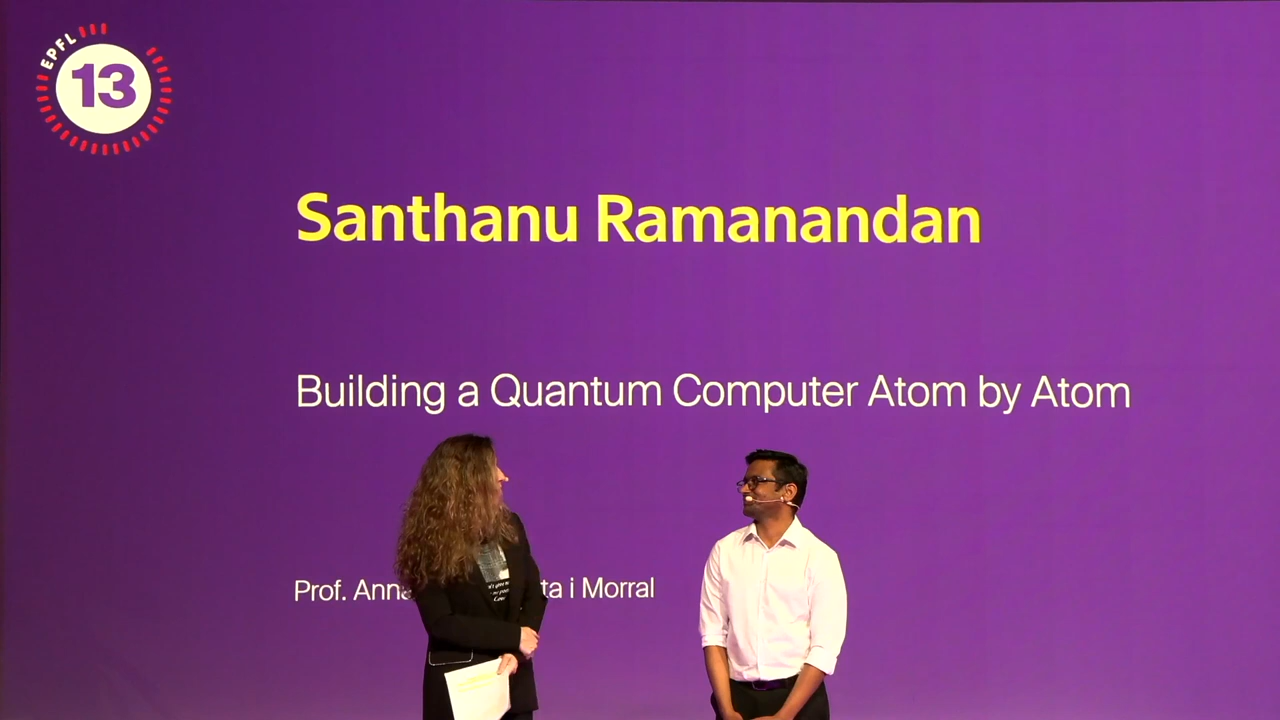 EPFL
13
Santhanu Ramanandan
Building a Quantum Computer Atom by Atom
Prof. Anna ta i Morral